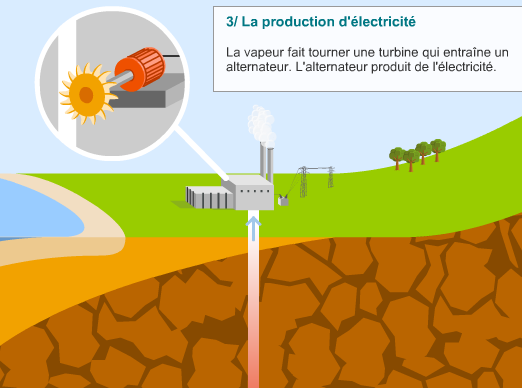 3/ La production d'électricité
La vapeur fait tourner une turbine qui entraîne un
alternateur. L'alternateur produit de l'électricité.